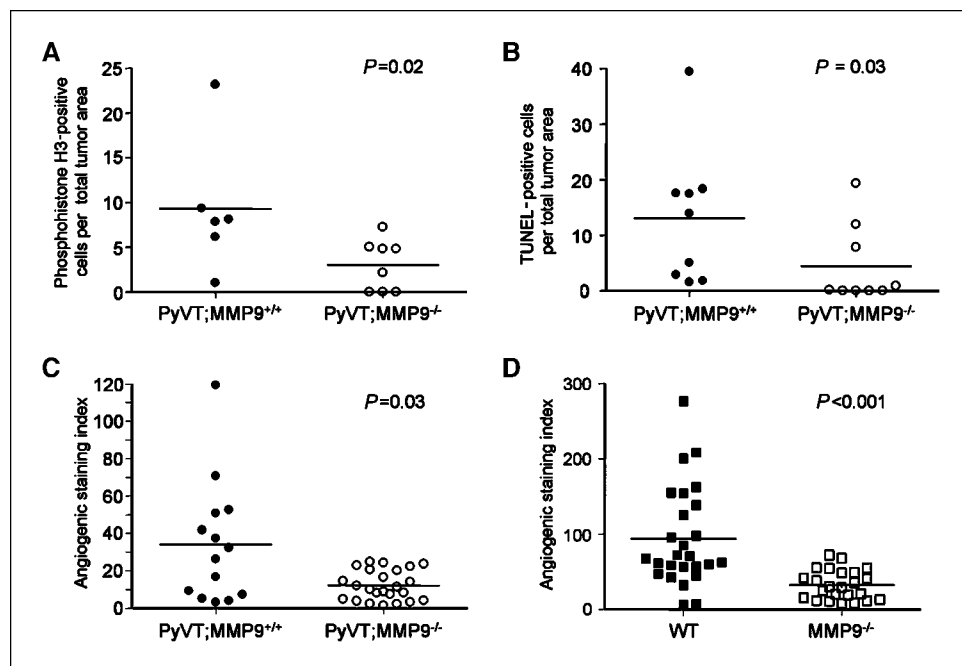 A
P=0.02
Phosphohistone H3-positive
cells per total tumor area
25
20
15
10
5
0
PyVT;MMP9+/+
PyVT;MMP9-/-
B
P = 0.03
TUNEL-positive cells
per total tumor area
40
30
20
10
0
PyVT;MMP9+/+
PyVT;MMP9-/-
C
P=0.03
Angiogenic staining index
120
100
80
60
40
20
0
PyVT;MMP9+/+
PyVT;MMP9-/-
D
P<0.001
Angiogenic staining index
300
200
100
0
WT
MMP9-/-